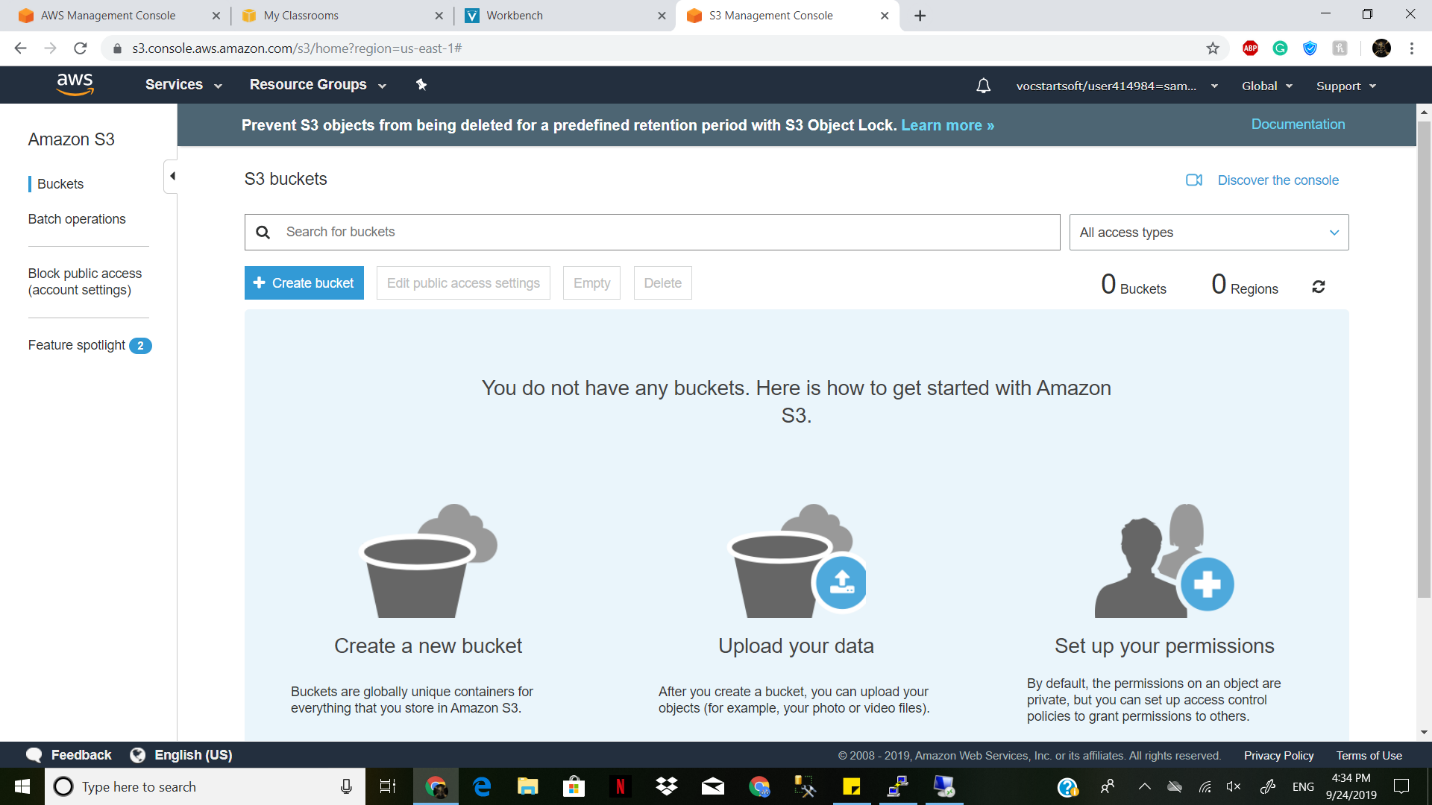 AWS Management Console
My Classrooms
Workbench
S3 Management Console
s3.console.aws.amazon.com/s3/home?region=us-east-1#
ABP
aws
Services
Resource Groups
vocstartsoft/user414984=sam...
Global
Support
Amazon S3
Prevent S3 objects from being deleted for a predefined retention period with S3 Object Lock. Learn more »
Documentation
Buckets
Batch operations
Block public access
(account settings)
Feature spotlight 2
S3 buckets
Discover the console
Search for buckets
All access types
Create bucket
Edit public access settings
Empty
Delete
0 Buckets
0 Regions
You do not have any buckets. Here is how to get started with Amazon
S3.
Create a new bucket
Buckets are globally unique containers for
everything that you store in Amazon S3.
Upload your data
After you create a bucket, you can upload your
objects (for example, your photo or video files).
Set up your permissions
By default, the permissions on an object are
private, but you can set up access control
policies to grant permissions to others.
Feedback
English (US)
© 2008 - 2019, Amazon Web Services, Inc. or its affiliates. All rights reserved.
Privacy Policy
Terms of Use
Type here to search
ENG
4:34 PM
9/24/2019